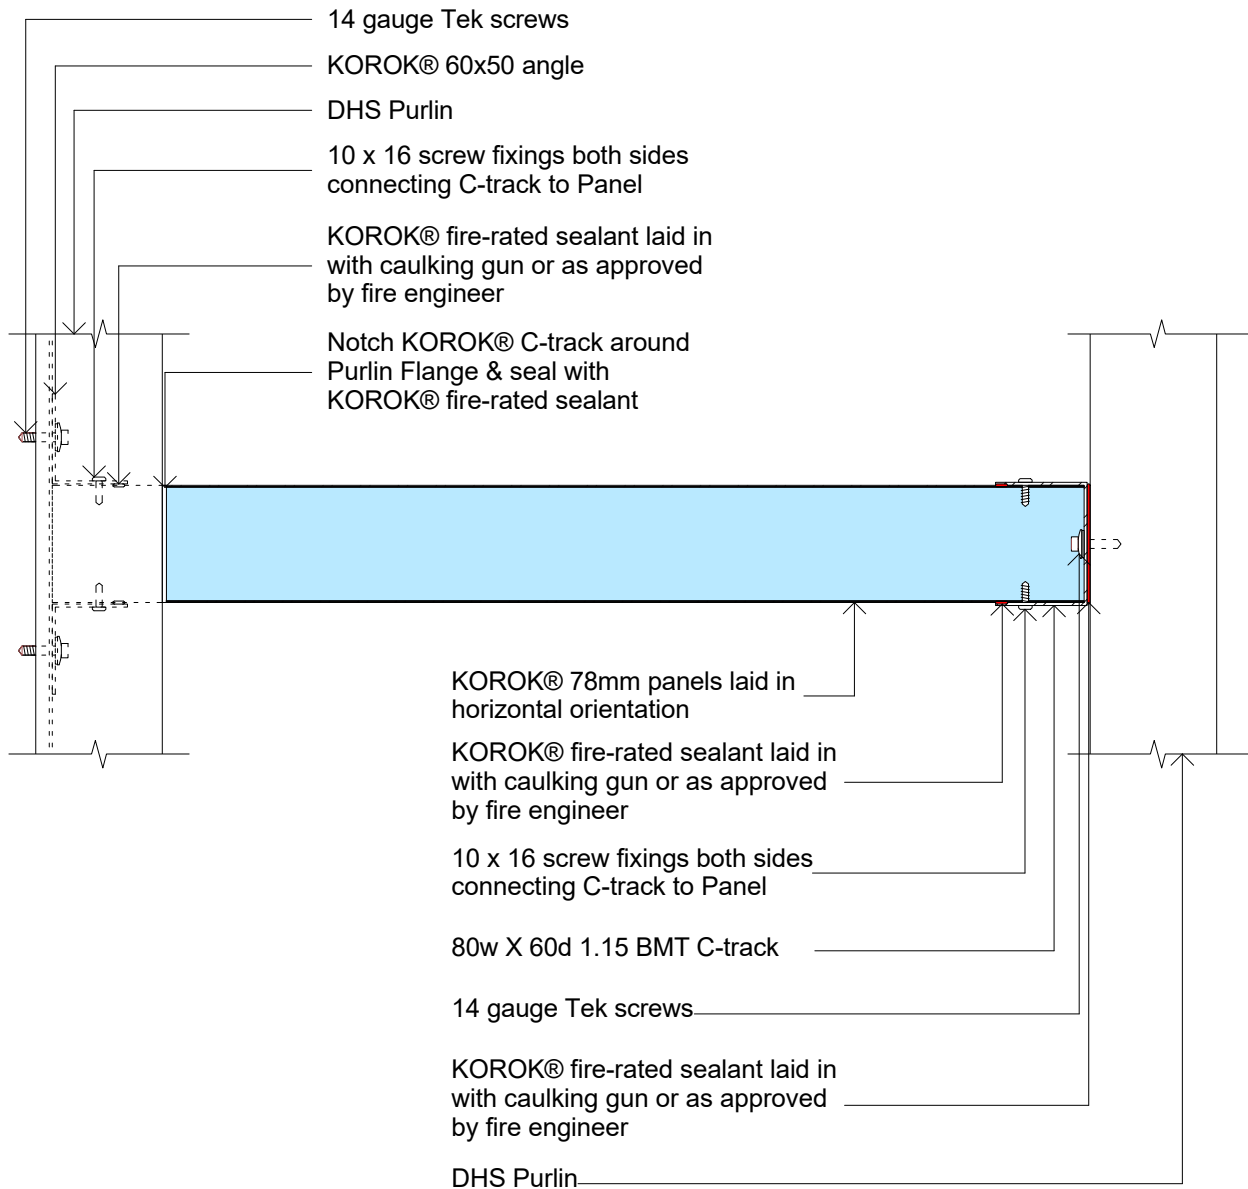 14 gauge Tek screws
KOROK® 60x50 angle
DHS Purlin
10 x 16 screw fixings both sides
connecting C-track to Panel
KOROK® fire-rated sealant laid in
with caulking gun or as approved
by fire engineer
Notch KOROK® C-track around
Purlin Flange & seal with
KOROK® fire-rated sealant
KOROK® 78mm panels laid in
horizontal orientation
KOROK® fire-rated sealant laid in
with caulking gun or as approved
by fire engineer
10 x 16 screw fixings both sides
connecting C-track to Panel
80w X 60d 1.15 BMT C-track
14 gauge Tek screws
KOROK® fire-rated sealant laid in
with caulking gun or as approved
by fire engineer
DHS Purlin